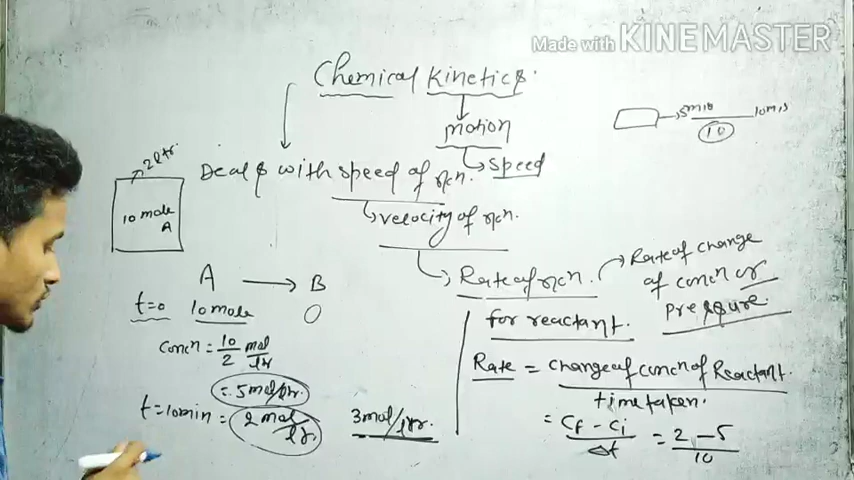 Made with KINEMASTER
Chemical Kinetics.
motion
speed
Deals with speed of rxn.
velocity of rxn.
Rate of rxn.
Rate of change
of concn or
pressure.
5m/s 10m/s
10
2 ltr.
10 mole
A
A → B
t=0 10 mole 0
Concn = 10/2 mol/ltr
= 5 mol/ltr.
t=10min = 2 mol/ltr. 3 mol/ltr.
for reactant.
Rate = change of concn of Reactant.
time taken.
= Cf - Ci / Δt = 2 - 5 / 10